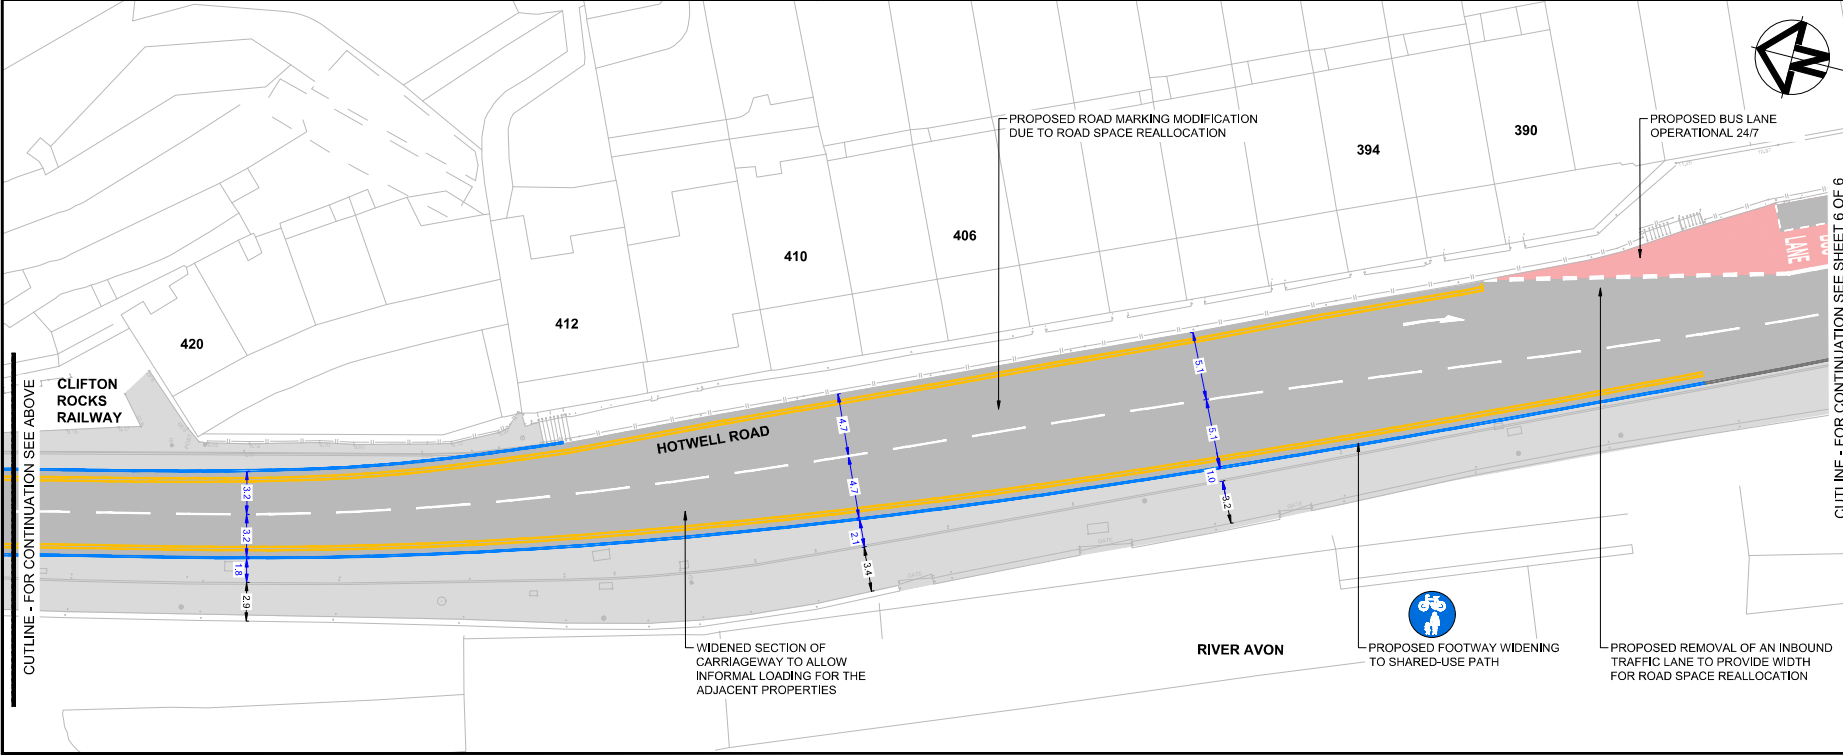 N
PROPOSED ROAD MARKING MODIFICATION
DUE TO ROAD SPACE REALLOCATION
PROPOSED BUS LANE
OPERATIONAL 24/7
390
394
406
410
412
420
CLIFTON
ROCKS
RAILWAY
HOTWELL ROAD
LANE
BUS
3.2
3.2
1.8
2.9
4.7
4.7
2.1
3.4
5.1
5.1
1.0
3.2
WIDENED SECTION OF
CARRIAGEWAY TO ALLOW
INFORMAL LOADING FOR THE
ADJACENT PROPERTIES
RIVER AVON
PROPOSED FOOTWAY WIDENING
TO SHARED-USE PATH
PROPOSED REMOVAL OF AN INBOUND
TRAFFIC LANE TO PROVIDE WIDTH
FOR ROAD SPACE REALLOCATION
CUTLINE - FOR CONTINUATION SEE ABOVE
CUTLINE - FOR CONTINUATION SEE SHEET 6 OF 6